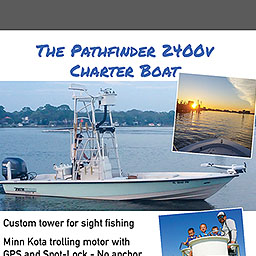 The Pathfinder 2400v
Charter Boat
Custom tower for sight fishing
Minn Kota trolling motor with
GPS and Spot-Lock - No anchor